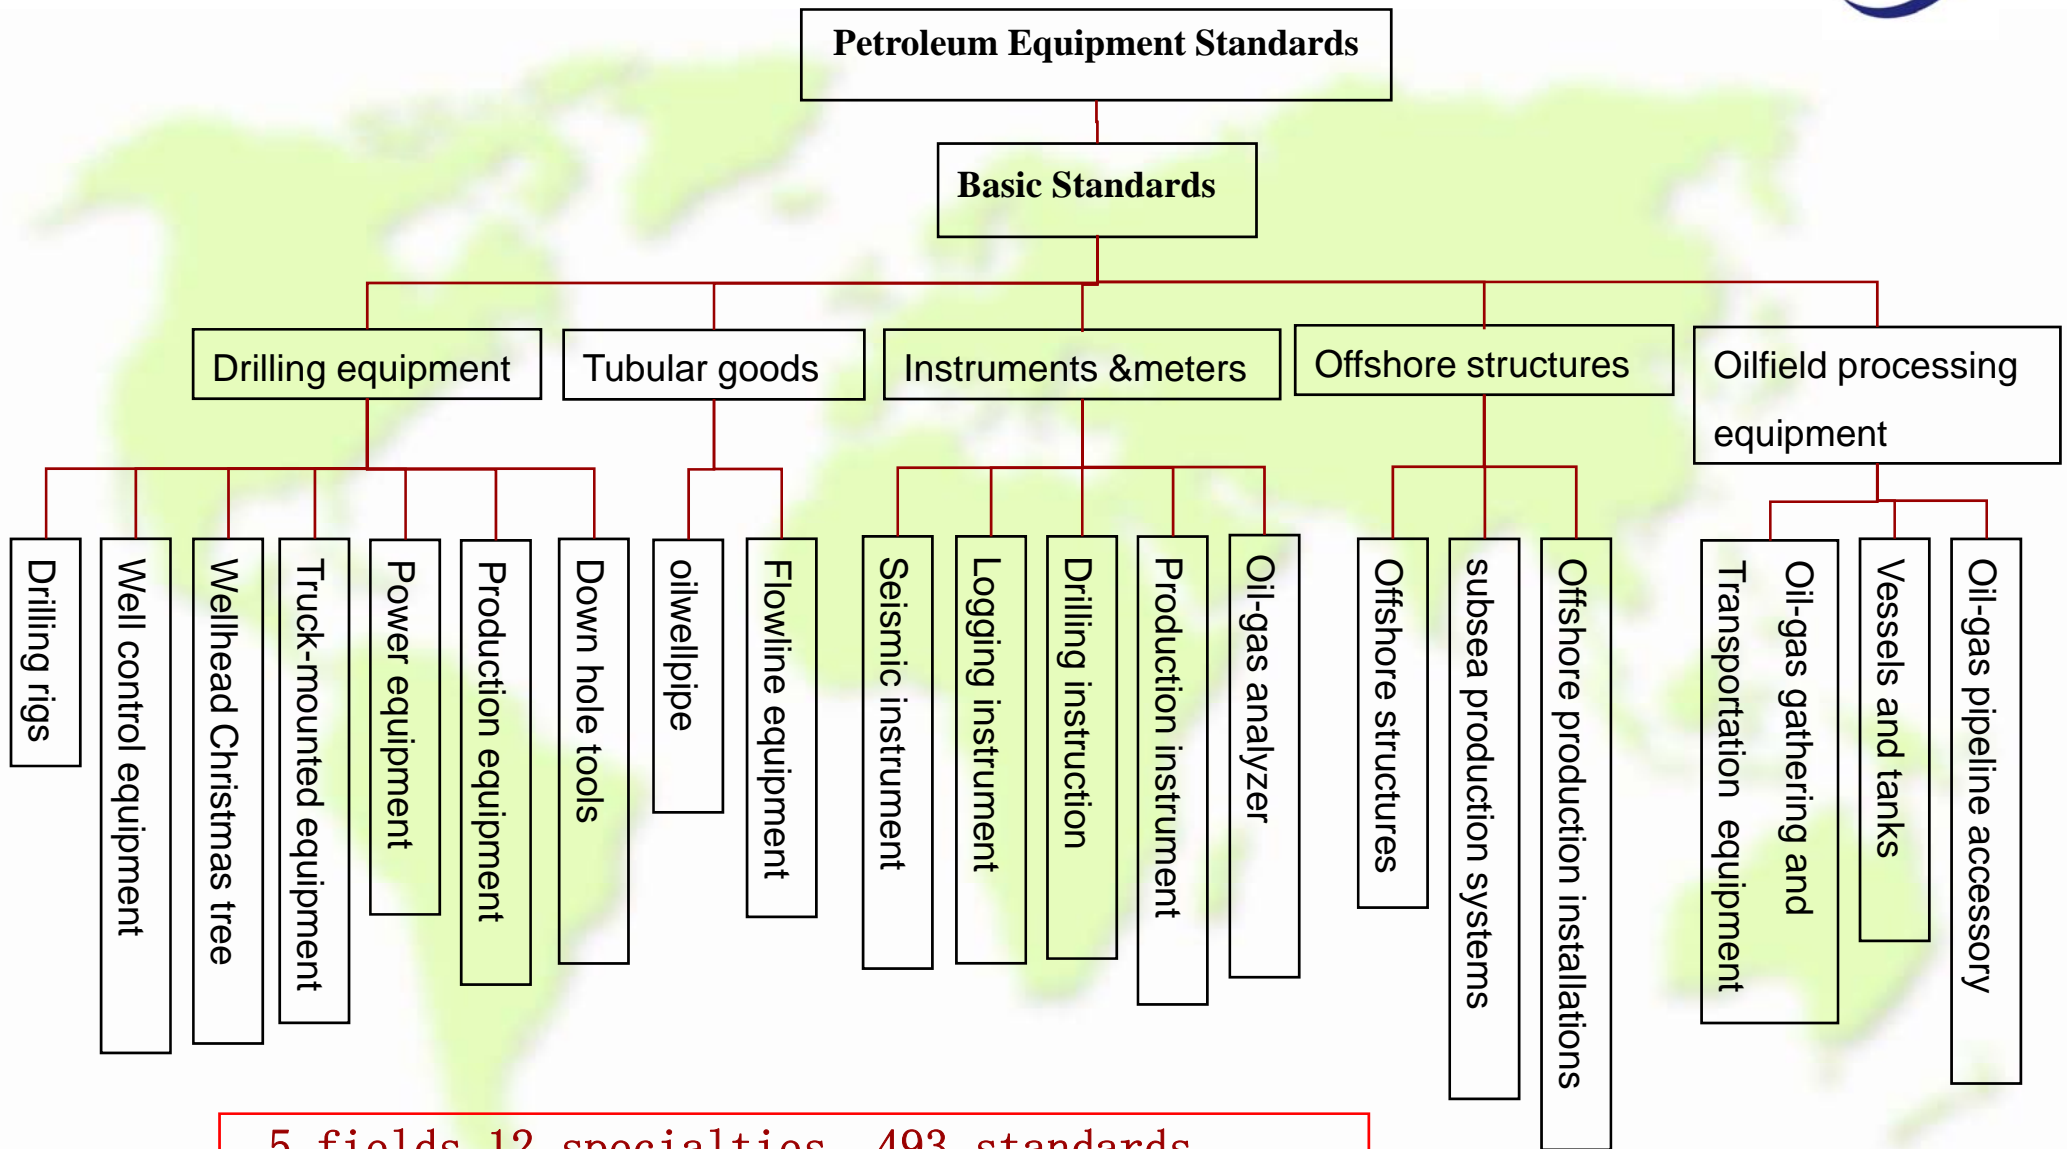 Petroleum Equipment Standards
Basic Standards
Drilling equipment
Tubular goods
Instruments &meters
Offshore structures
Oilfield processing
equipment
Drilling rigs
Well control equipment
Wellhead Christmas tree
Truck-mounted equipment
Power equipment
Production equipment
Down hole tools
oilwellpipe
Flowline equipment
Seismic instrument
Logging instrument
Drilling instruction
Production instrument
Oil-gas analyzer
Offshore structures
subsea production systems
Offshore production installations
Oil-gas gathering and
Transportation equipment
Vessels and tanks
Oil-gas pipeline accessory
5 fields 12 specialties 493 standards